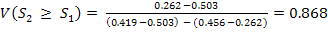 V(S₂ ≥ S₁) = (0.262 −0.503)/((0.419 −0.503) − (0.456 −0.262)) = 0.868